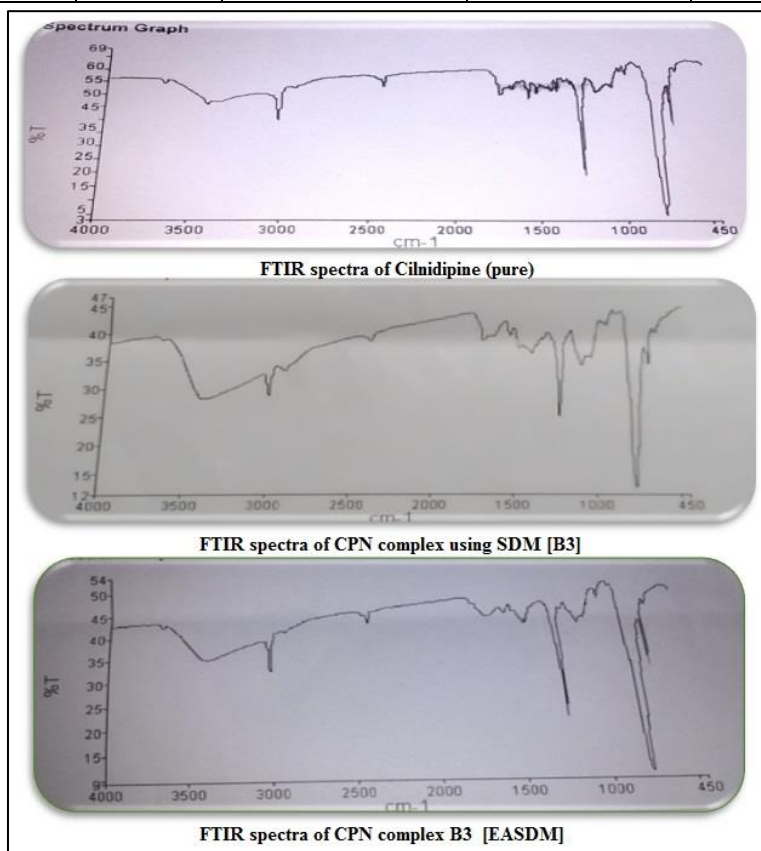 Spectrum Graph
69
60
55
50
45
35
30
25
20
15
5
3
%T
4000 3500 3000 2500 2000 1500 1000 450
cm-1
FTIR spectra of Cilnidipine (pure)
47
45
40
35
30
25
20
15
12
%T
4000 3500 3000 2500 2000 1500 1000 450
cm-1
FTIR spectra of CPN complex using SDM [B3]
54
50
45
40
35
30
25
20
15
9
%T
4000 3500 3000 2500 2000 1500 1000 450
cm-1
FTIR spectra of CPN complex B3 [EASDM]